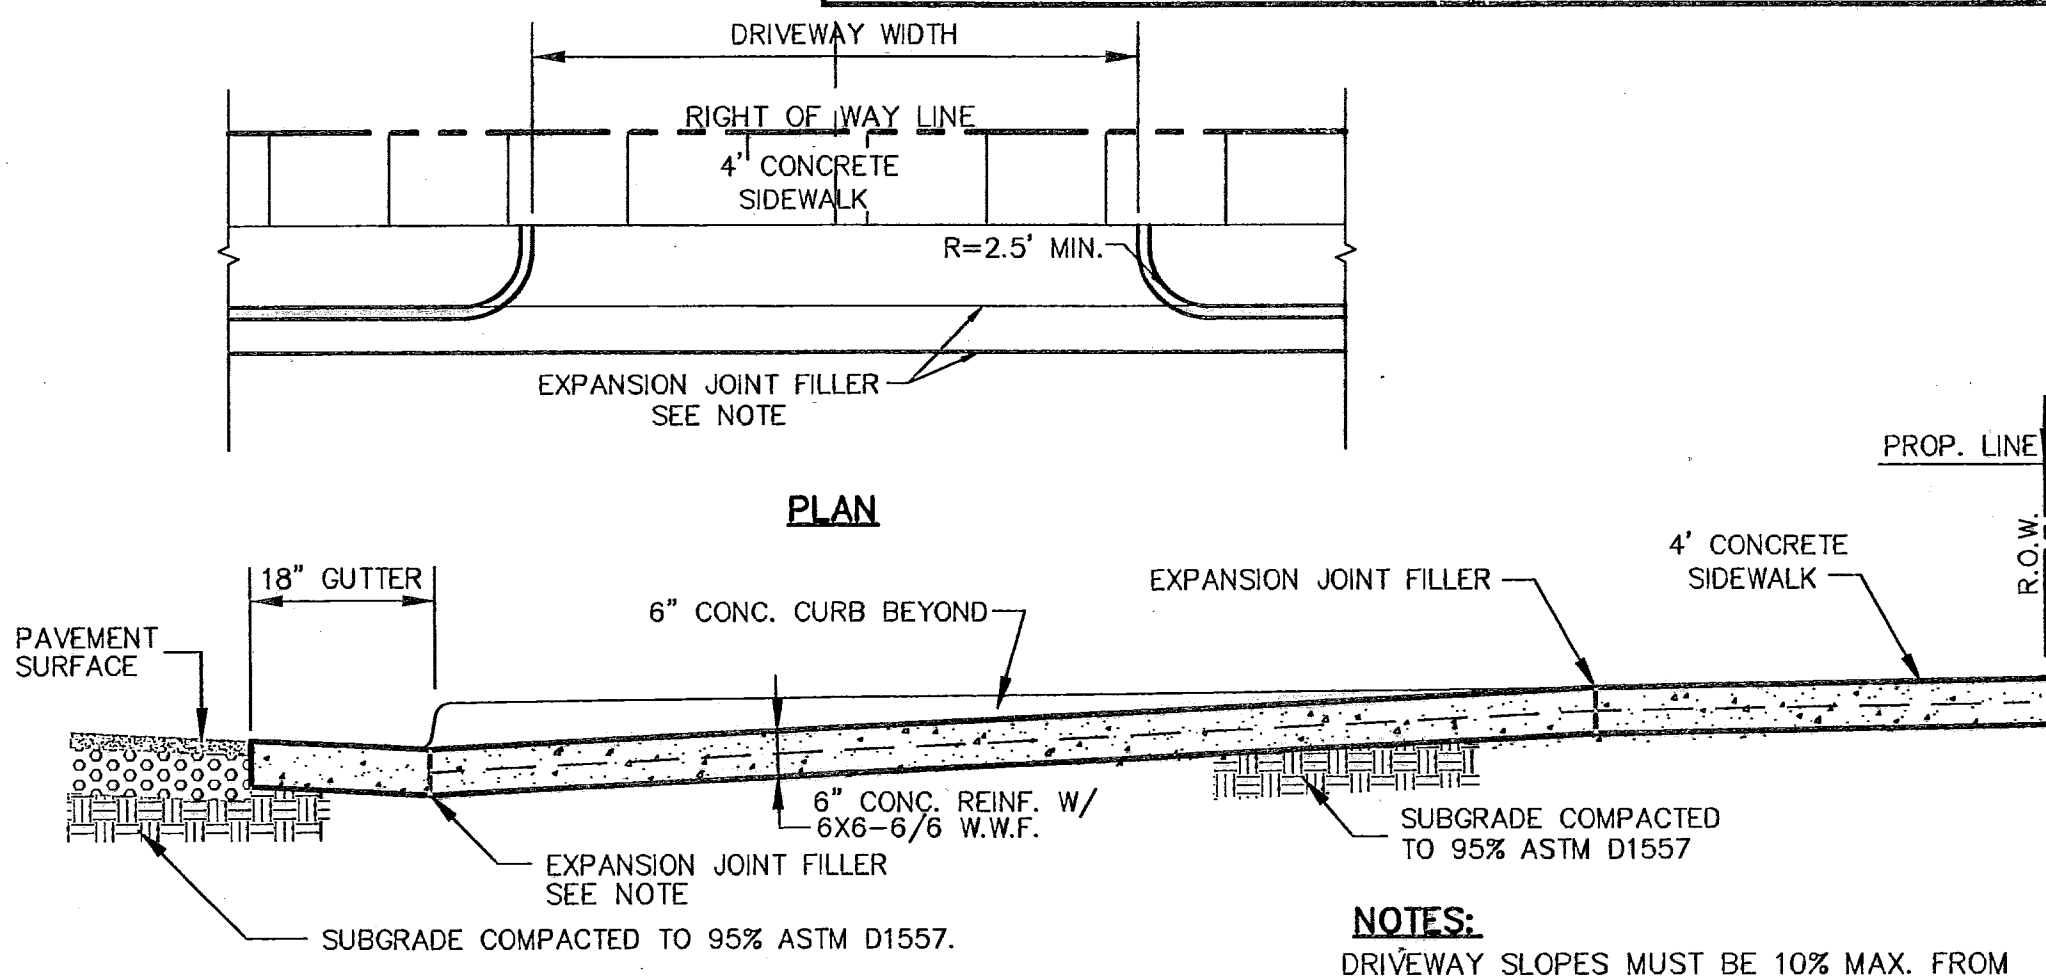 DRIVEWAY WIDTH
RIGHT OF WAY LINE
4' CONCRETE
SIDEWALK
R=2.5' MIN.
EXPANSION JOINT FILLER
SEE NOTE
PLAN
PROP. LINE
R.O.W.
18" GUTTER
6" CONC. CURB BEYOND
EXPANSION JOINT FILLER
4' CONCRETE
SIDEWALK
PAVEMENT
SURFACE
6" CONC. REINF. W/
6X6-6/6 W.W.F.
SUBGRADE COMPACTED
TO 95% ASTM D1557
EXPANSION JOINT FILLER
SEE NOTE
SUBGRADE COMPACTED TO 95% ASTM D1557.
NOTES:
DRIVEWAY SLOPES MUST BE 10% MAX. FROM